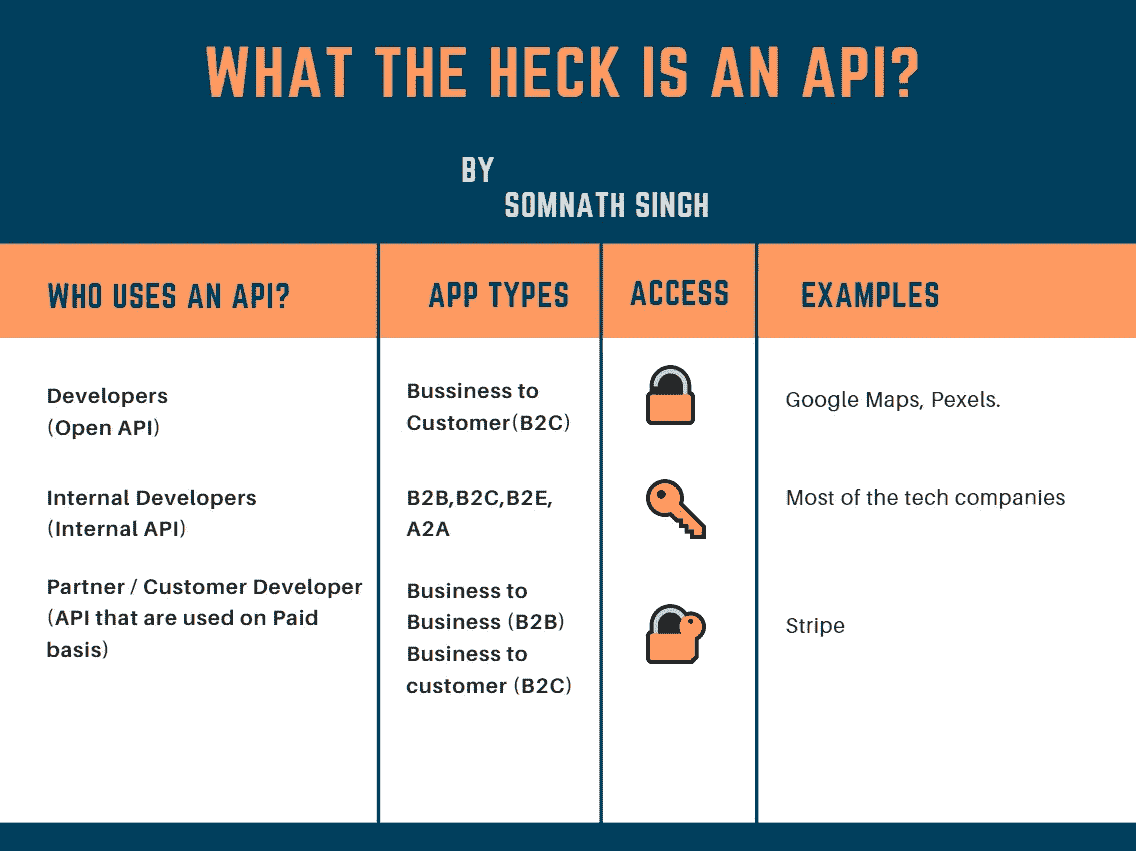 WHAT THE HECK IS AN API?
BY
SOMNATH SINGH
WHO USES AN API?
APP TYPES
ACCESS
EXAMPLES
Developers
(Open API)
Bussiness to
Customer(B2C)
Google Maps, Pexels.
Internal Developers
(Internal API)
B2B,B2C,B2E,
A2A
Most of the tech companies
Partner / Customer Developer
(API that are used on Paid
basis)
Business to
Business (B2B)
Business to
customer (B2C)
Stripe